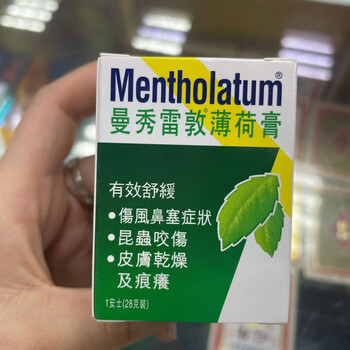 Mentholatum®
曼秀雷敦薄荷膏
有效舒緩
•傷風鼻塞症狀
•昆蟲咬傷
•皮膚乾燥
及痕癢
1安士(28克裝)